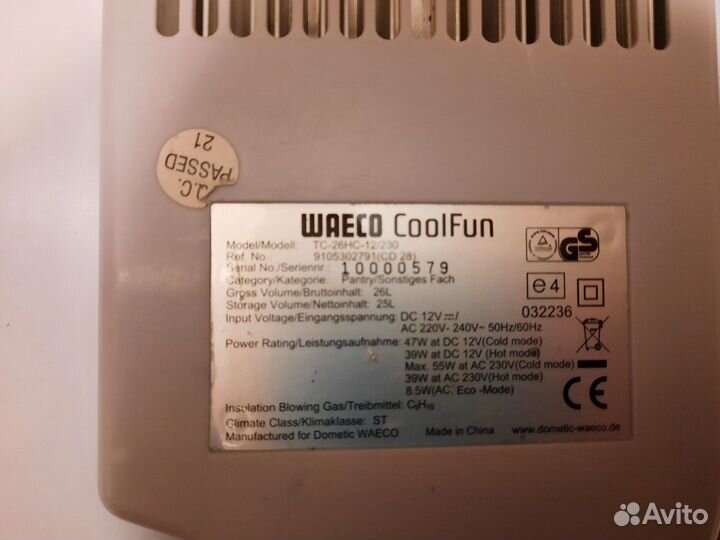 Q.C.
PASSED
21
WAECO CoolFun
Model/Modell: TC-26HC-12/230
Ref. No.: 9105302791(CD 28)
Serial No./Seriennr.: 10000579
Category/Kategorie: Pantry/Sonstiges Fach
Gross Volume/Bruttoinhalt: 26L
Storage Volume/Nettoinhalt: 25L
Input Voltage/Eingangsspannung: DC 12V⎓/
AC 220V- 240V~ 50Hz/60Hz
Power Rating/Leistungsaufnahme: 47W at DC 12V(Cold mode)
39W at DC 12V (Hot mode)
Max. 55W at AC 230V(Cold mode)
39W at AC 230V(Hot mode)
8.5W(AC, Eco -Mode)
Insulation Blowing Gas/Treibmittel: C5H10
Climate Class/Klimaklasse: ST
Manufactured for Dometic WAECO Made in China www.dometic-waeco.de
GS
e4
032236
CE
Avito